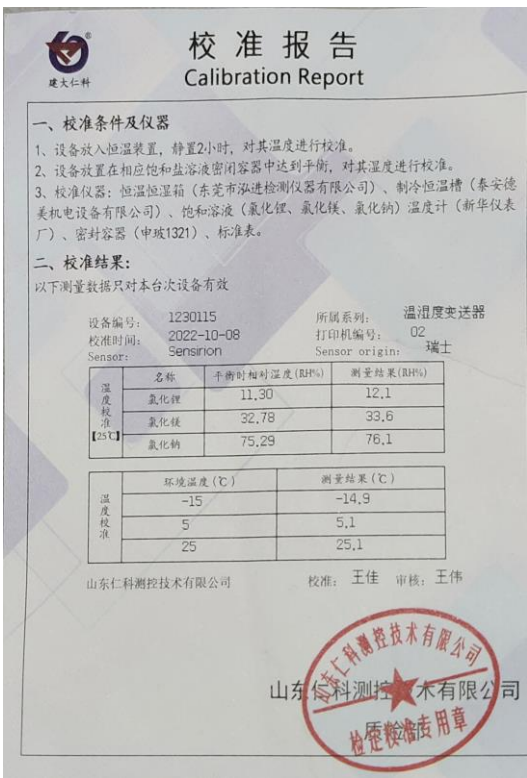 建大仁科
®
校准报告
Calibration Report
一、校准条件及仪器
1、设备放入恒温装置，静置2小时，对其温度进行校准。
2、设备放置在相应饱和盐溶液密闭容器中达到平衡，对其湿度进行校准。
3、校准仪器：恒温恒湿箱（东莞市泓进检测仪器有限公司）、制冷恒温槽（泰安德
美机电设备有限公司）、饱和溶液（氯化锂、氯化镁、氯化钠）温度计（新华仪表
厂）、密封容器（申玻1321）、标准表。
二、校准结果：
以下测量数据只对本台次设备有效
设备编号： 1230115 所属系列： 温湿度变送器
校准时间： 2022-10-08 打印机编号： 02
Sensor: Sensirion Sensor origin: 瑞士
湿度校准【25℃】 名称 平衡时相对湿度(RH%) 测量结果(RH%)
氯化锂 11.30 12.1
氯化镁 32.78 33.6
氯化钠 75.29 76.1
温度校准 环境温度(℃) 测量结果(℃)
-15 -14.9
5 5.1
25 25.1
山东仁科测控技术有限公司 校准： 王佳 审核： 王伟
山东仁科测控技术有限公司
质检部
山东仁科测控技术有限公司
检定校准专用章